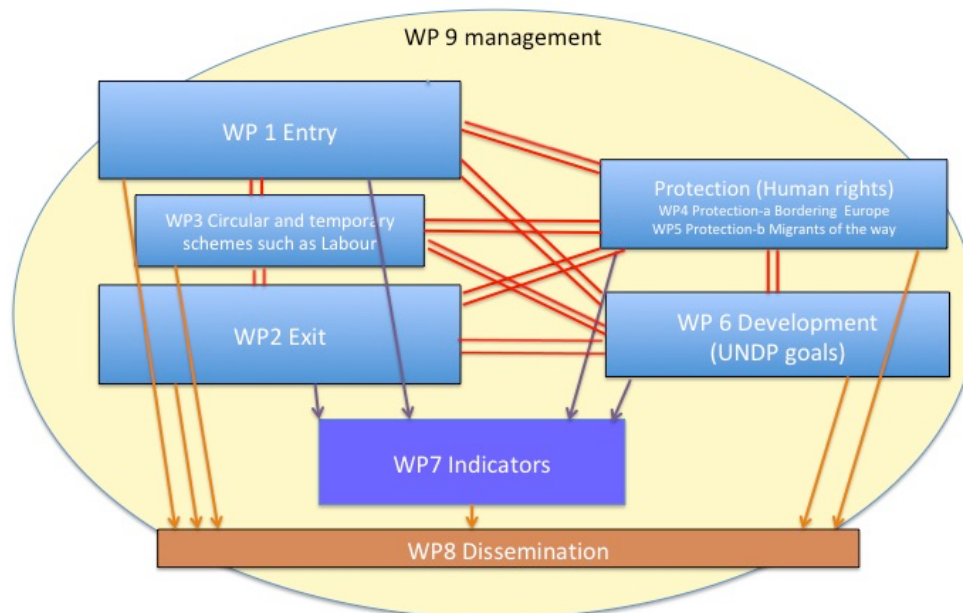 WP 9 management
WP 1 Entry
Protection (Human rights)
WP4 Protection-a Bordering Europe
WP5 Protection-b Migrants of the way
WP3 Circular and temporary
schemes such as Labour
WP2 Exit
WP 6 Development
(UNDP goals)
WP7 Indicators
WP8 Dissemination